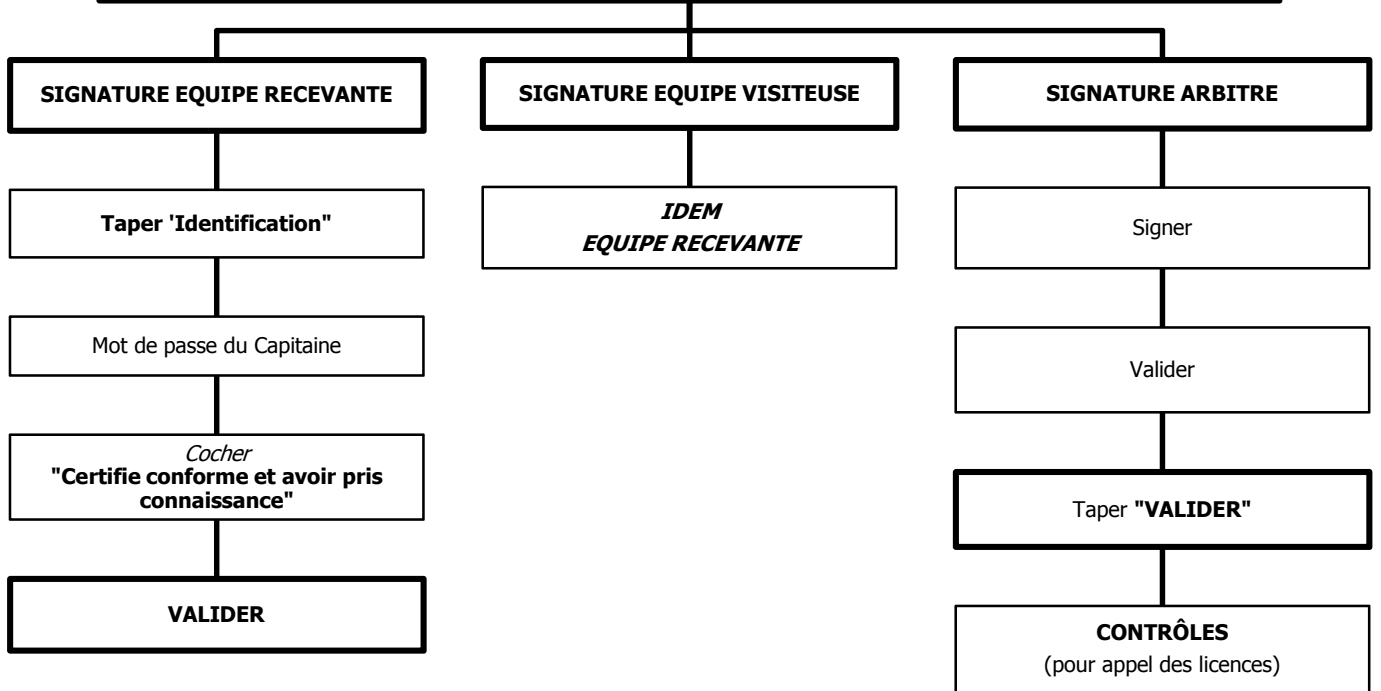 SIGNATURE EQUIPE RECEVANTE
Taper 'Identification"
Mot de passe du Capitaine
Cocher
"Certifie conforme et avoir pris
connaissance"
VALIDER
SIGNATURE EQUIPE VISITEUSE
IDEM
EQUIPE RECEVANTE
SIGNATURE ARBITRE
Signer
Valider
Taper "VALIDER"
CONTRÔLES
(pour appel des licences)